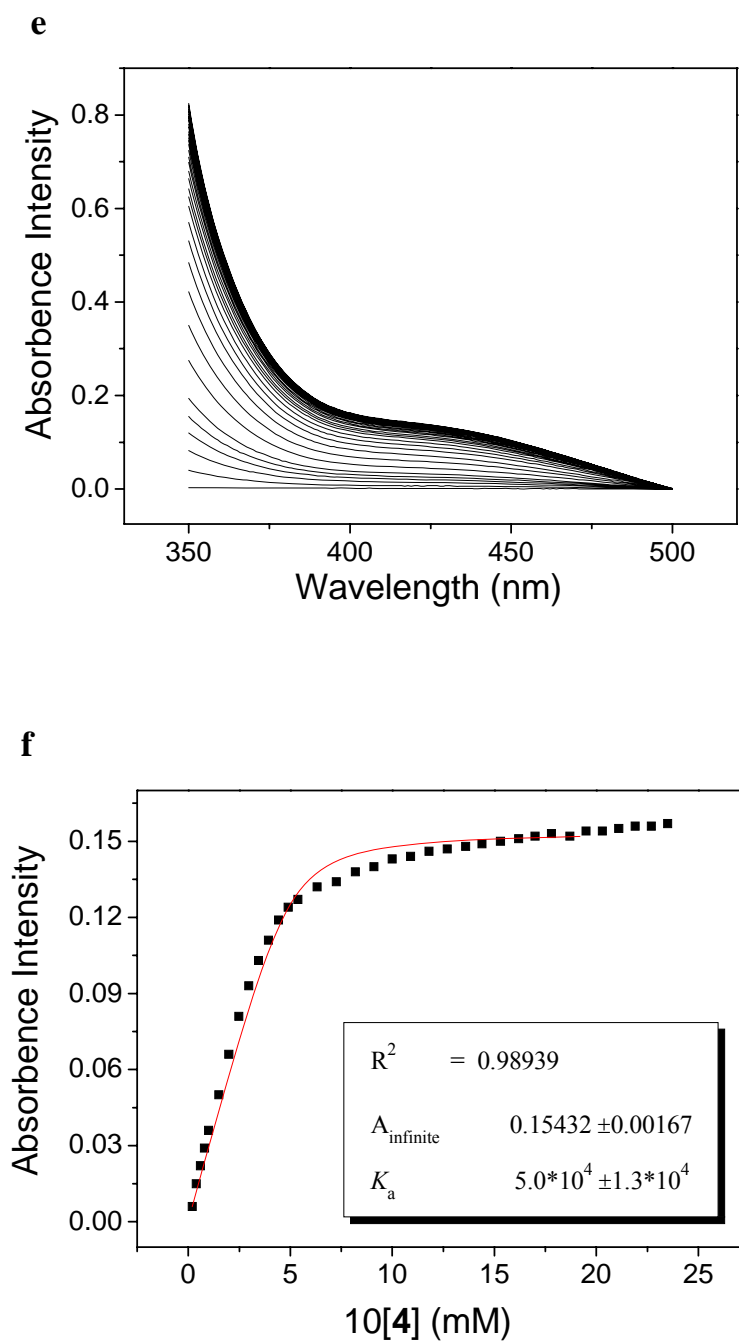 e
0.8
0.6
0.4
0.2
0.0
Absorbence Intensity
350 400 450 500
Wavelength (nm)
f
0.15
0.12
0.09
0.06
0.03
0.00
Absorbence Intensity
R² = 0.98939
A_infinite 0.15432 ±0.00167
K_a 5.0*10⁴ ±1.3*10⁴
0 5 10 15 20 25
10[4] (mM)